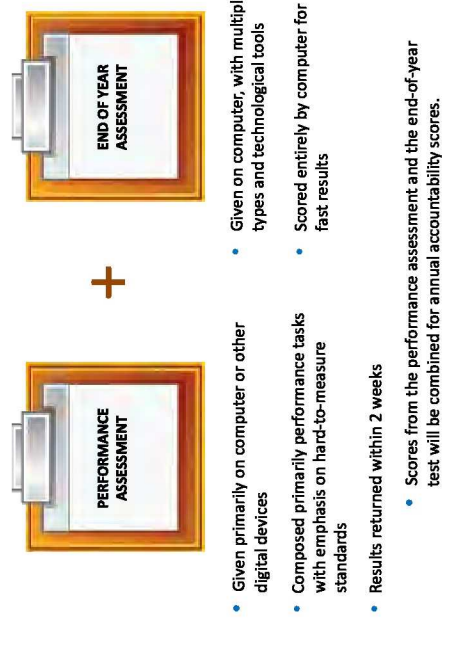 PERFORMANCE
ASSESSMENT
+
END OF YEAR
ASSESSMENT
• Given primarily on computer or other
digital devices
• Composed primarily performance tasks
with emphasis on hard-to-measure
standards
• Results returned within 2 weeks
• Given on computer, with multipl
types and technological tools
• Scored entirely by computer for
fast results
• Scores from the performance assessment and the end-of-year
test will be combined for annual accountability scores.